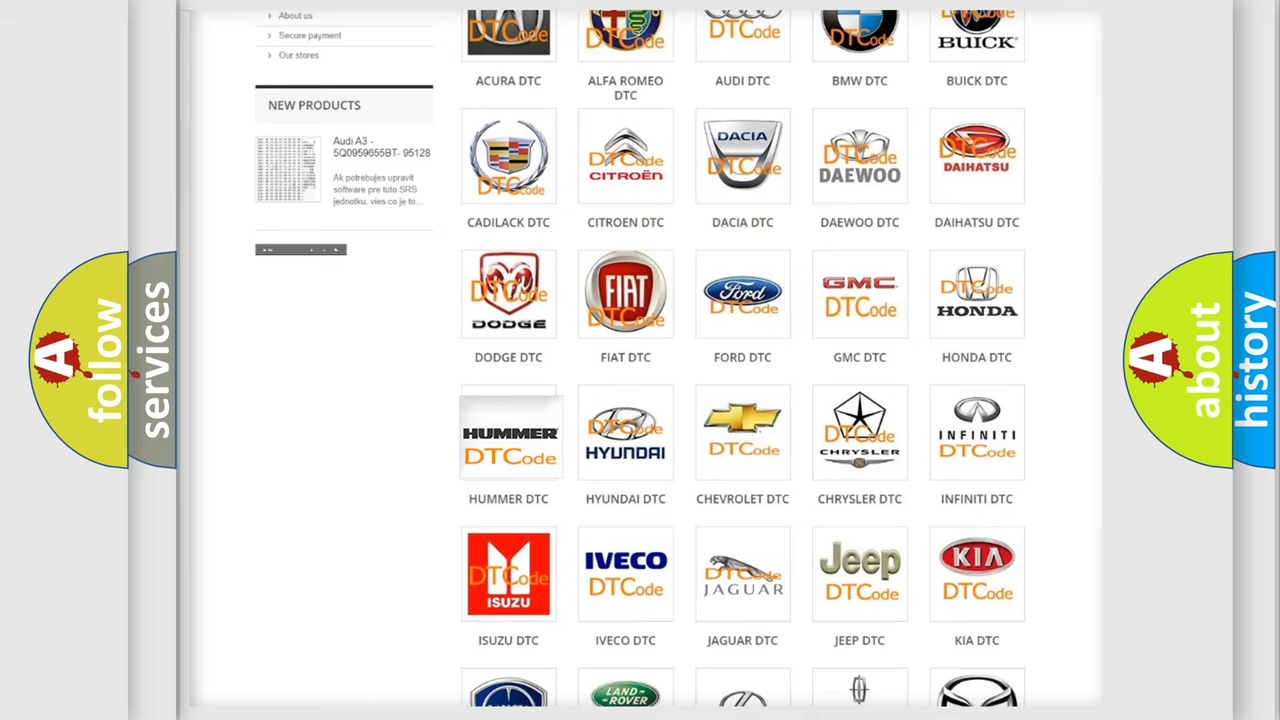 About us
Secure payment
Our stores
NEW PRODUCTS
Audi A3 -
5Q0959655BT- 95128
Ak potrebujes upravit
software pre tuto SRS
jednotku, vies co je to...
DTCode
DTCode
DTCode
DTCode
BUICK
ACURA DTC
ALFA ROMEO
DTC
AUDI DTC
BMW DTC
BUICK DTC
DTCode
DTCode
CITROËN
DACIA
DTCode
DTCode
DAEWOO
DTCode
DAIHATSU
CADILACK DTC
CITROEN DTC
DACIA DTC
DAEWOO DTC
DAIHATSU DTC
DTCode
DODGE
FIAT
DTCode
Ford
DTCode
GMC
DTCode
DTCode
HONDA
DODGE DTC
FIAT DTC
FORD DTC
GMC DTC
HONDA DTC
HUMMER
DTCode
DTCode
HYUNDAI
DTCode
DTCode
CHRYSLER
INFINITI
DTCode
HUMMER DTC
HYUNDAI DTC
CHEVROLET DTC
CHRYSLER DTC
INFINITI DTC
DTCode
ISUZU
IVECO
DTCode
DTCode
JAGUAR
Jeep
DTCode
KIA
DTCode
ISUZU DTC
IVECO DTC
JAGUAR DTC
JEEP DTC
KIA DTC
LAND-
ROVER
A follow
services
A about
history